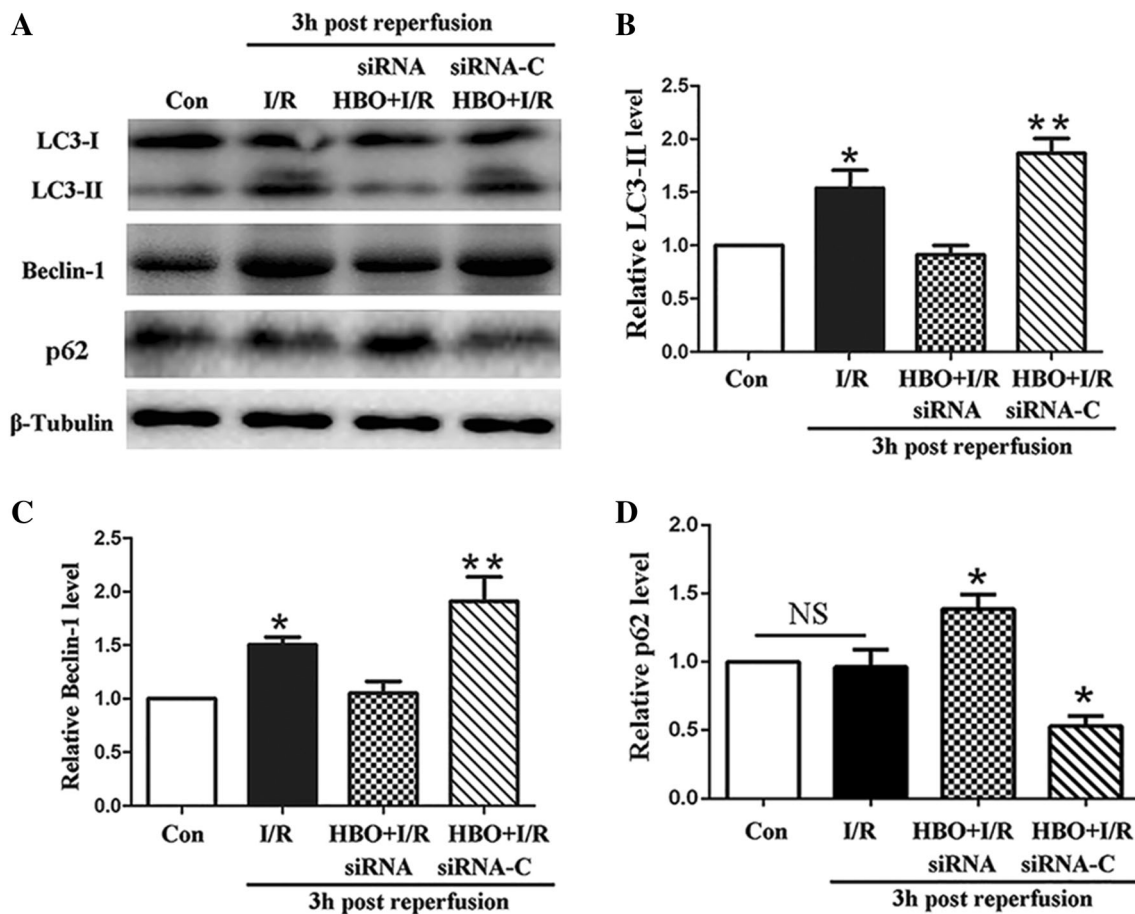 A
3h post reperfusion
siRNA siRNA-C
Con I/R HBO+I/R HBO+I/R
LC3-I
LC3-II
Beclin-1
p62
β-Tubulin
B
Relative LC3-II level
2.5
2.0
1.5
1.0
0.5
0.0
*
**
Con I/R HBO+I/R HBO+I/R
siRNA siRNA-C
3h post reperfusion
C
Relative Beclin-1 level
2.5
2.0
1.5
1.0
0.5
0.0
*
**
Con I/R HBO+I/R HBO+I/R
siRNA siRNA-C
3h post reperfusion
D
Relative p62 level
2.0
1.5
1.0
0.5
0.0
NS
*
*
Con I/R HBO+I/R HBO+I/R
siRNA siRNA-C
3h post reperfusion